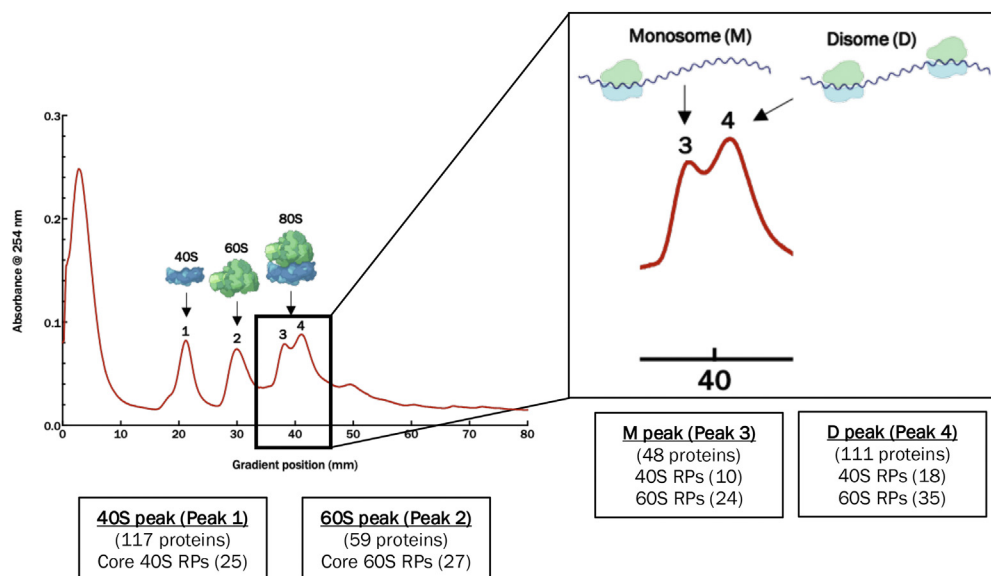 Monosome (M)
Disome (D)
3
4
40
Absorbance @ 254 nm
0.3
0.2
0.1
0.0
40S
60S
80S
1
2
3
4
0
10
20
30
40
50
60
70
80
Gradient position (mm)
M peak (Peak 3)
(48 proteins)
40S RPs (10)
60S RPs (24)
D peak (Peak 4)
(111 proteins)
40S RPs (18)
60S RPs (35)
40S peak (Peak 1)
(117 proteins)
Core 40S RPs (25)
60S peak (Peak 2)
(59 proteins)
Core 60S RPs (27)